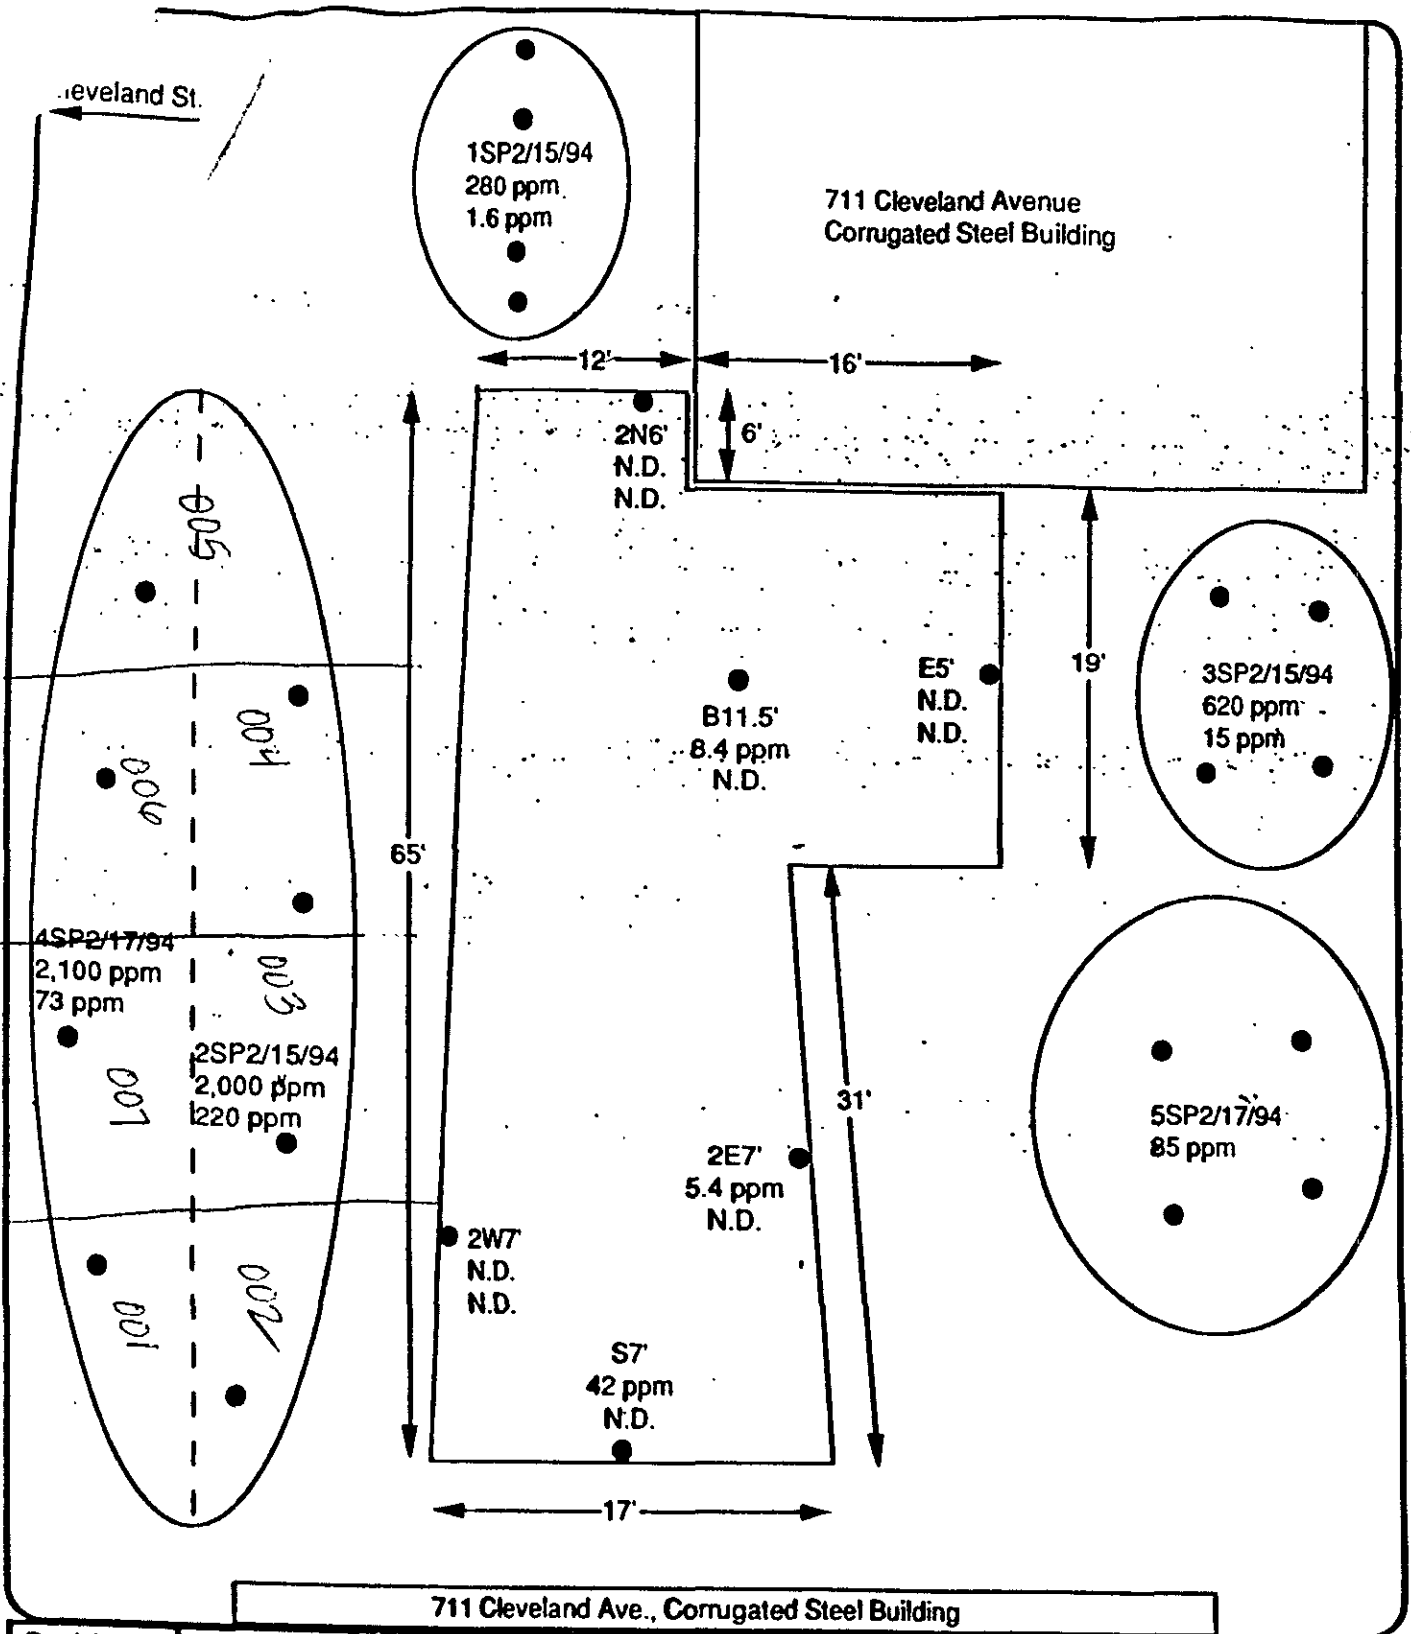 St.
1SP2/15/94
280 ppm
1.6 ppm
711 Cleveland Avenue
Corrugated Steel Building
12'
16'
6'
2N6'
N.D.
N.D.
005
004
006
003
007
002
001
65'
19'
E5'
N.D.
N.D.
B11.5'
8.4 ppm
N.D.
3SP2/15/94
620 ppm
15 ppm
4SP2/17/94
2,100 ppm
73 ppm
2SP2/15/94
2,000 ppm
220 ppm
31'
5SP2/17/94
85 ppm
2E7'
5.4 ppm
N.D.
2W7'
N.D.
N.D.
S7'
42 ppm
N.D.
17'
711 Cleveland Ave., Corrugated Steel Building